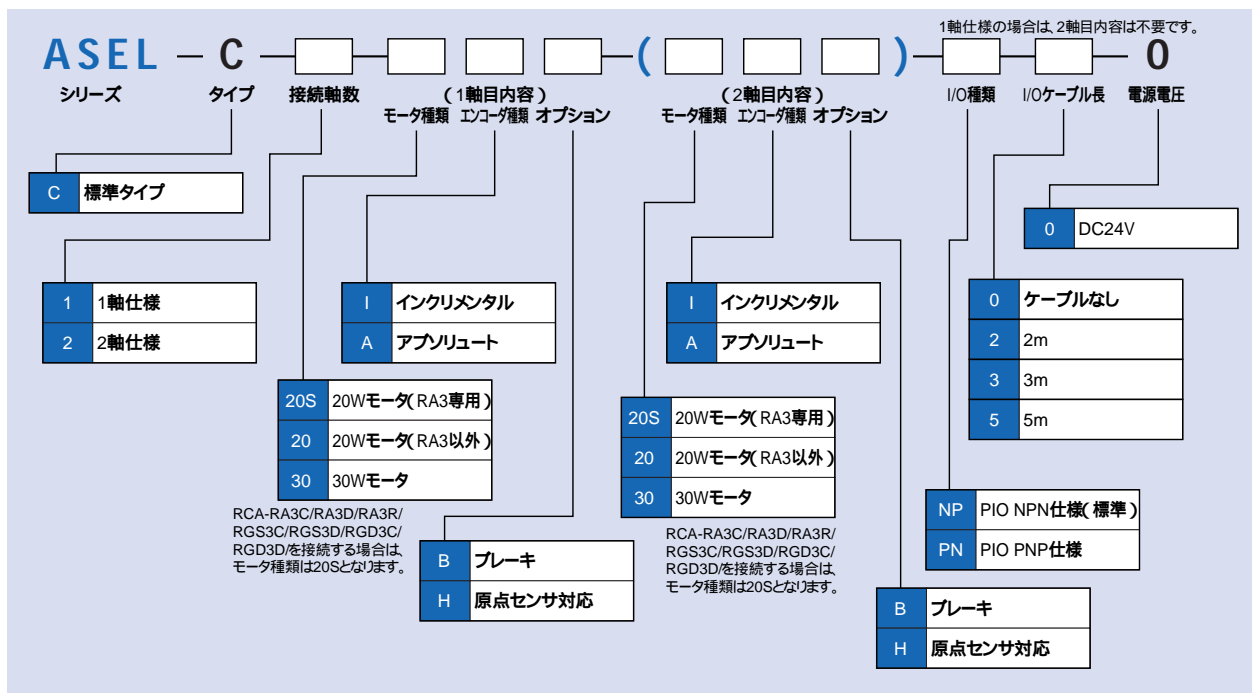 1軸仕様の場合は、2軸目内容は不要です。
ASEL － C － － －( )－ － － 0
シリーズ タイプ 接続軸数 (1軸目内容) (2軸目内容) I/O種類 I/Oケーブル長 電源電圧
モータ種類 エンコーダ種類 オプション モータ種類 エンコーダ種類 オプション
C 標準タイプ
0 DC24V
1 1軸仕様
2 2軸仕様
I インクリメンタル
A アブソリュート
I インクリメンタル
A アブソリュート
0 ケーブルなし
2 2m
3 3m
5 5m
20S 20Wモータ(RA3専用)
20 20Wモータ(RA3以外)
30 30Wモータ
RCA-RA3C/RA3D/RA3R/
RGS3C/RGS3D/RGD3C/
RGD3D/を接続する場合は、
モータ種類は20Sとなります。
20S 20Wモータ(RA3専用)
20 20Wモータ(RA3以外)
30 30Wモータ
RCA-RA3C/RA3D/RA3R/
RGS3C/RGS3D/RGD3C/
RGD3D/を接続する場合は、
モータ種類は20Sとなります。
NP PIO NPN仕様(標準)
PN PIO PNP仕様
B ブレーキ
H 原点センサ対応
B ブレーキ
H 原点センサ対応